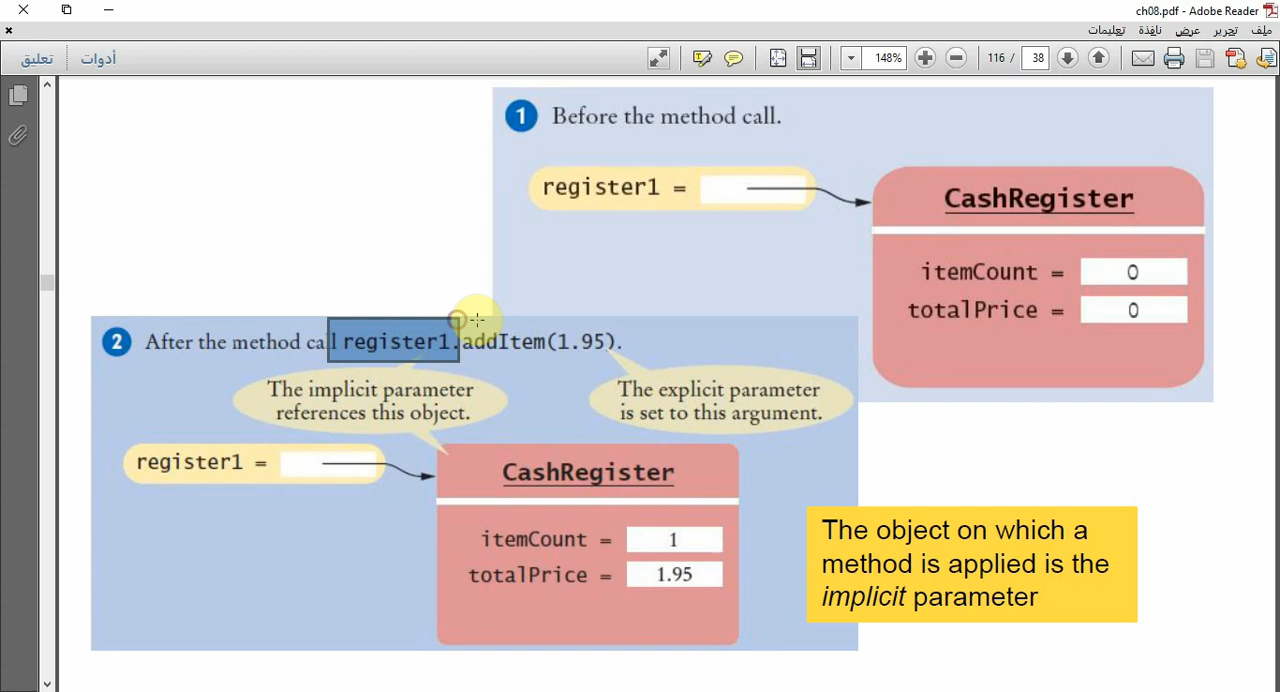 ch08.pdf - Adobe Reader
ملف تحرير عرض نافذة تعليمات
أدوات تعليق
148% 116 / 38
1 Before the method call.
register1 =
CashRegister
itemCount = 0
totalPrice = 0
2 After the method call register1.addItem(1.95).
The implicit parameter
references this object.
The explicit parameter
is set to this argument.
register1 =
CashRegister
itemCount = 1
totalPrice = 1.95
The object on which a
method is applied is the
implicit parameter